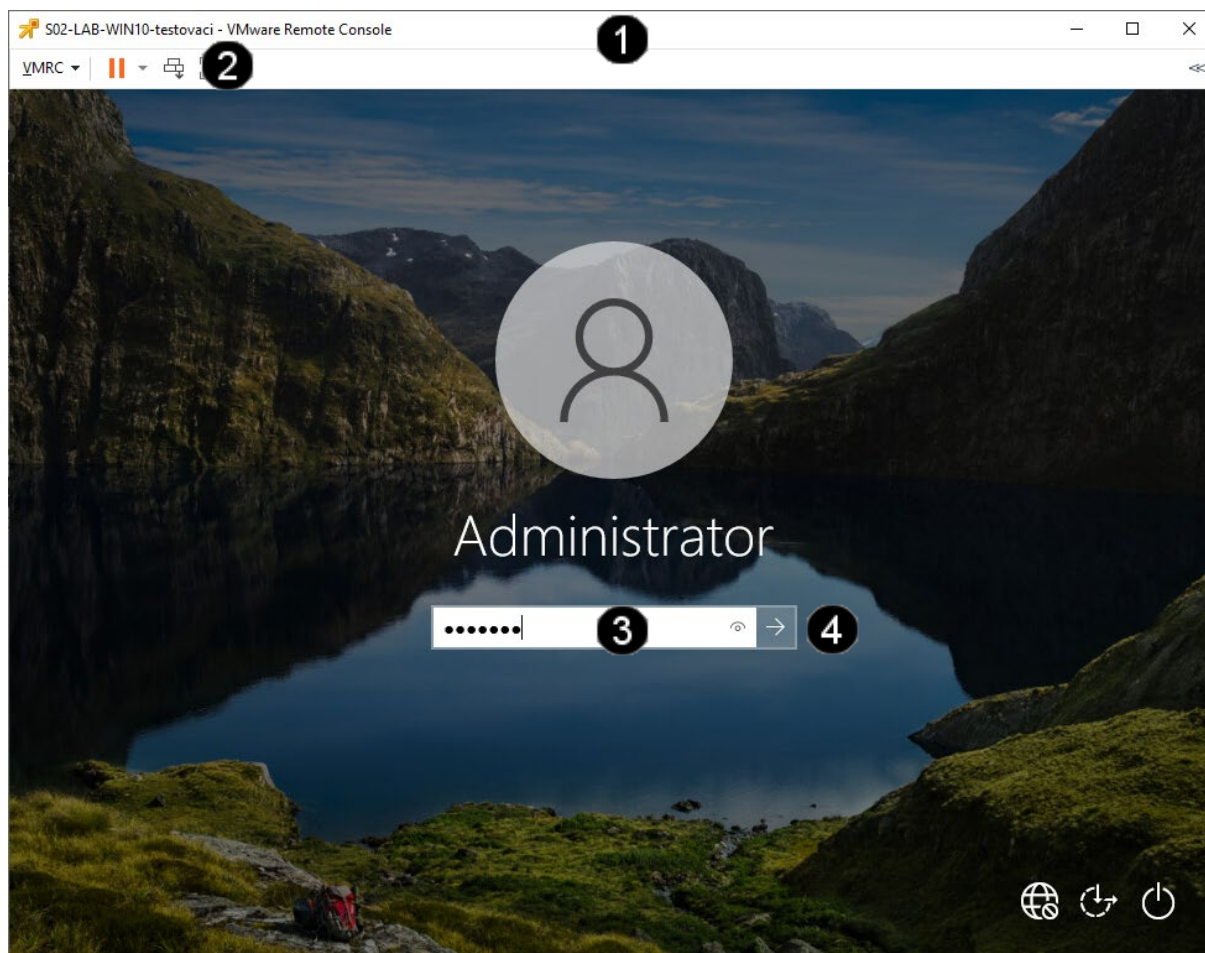 S02-LAB-WIN10-testovaci - VMware Remote Console
1
VMRC
2
Administrator
3
4